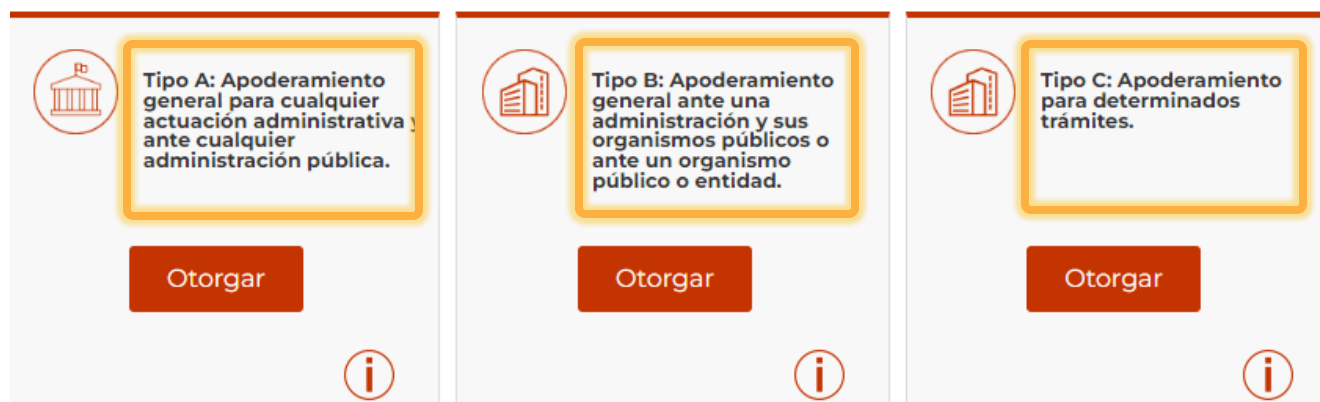 Tipo A: Apoderamiento
general para cualquier
actuación administrativa y
ante cualquier
administración pública.
Otorgar
i
Tipo B: Apoderamiento
general ante una
administración y sus
organismos públicos o
ante un organismo
público o entidad.
Otorgar
i
Tipo C: Apoderamiento
para determinados
trámites.
Otorgar
i